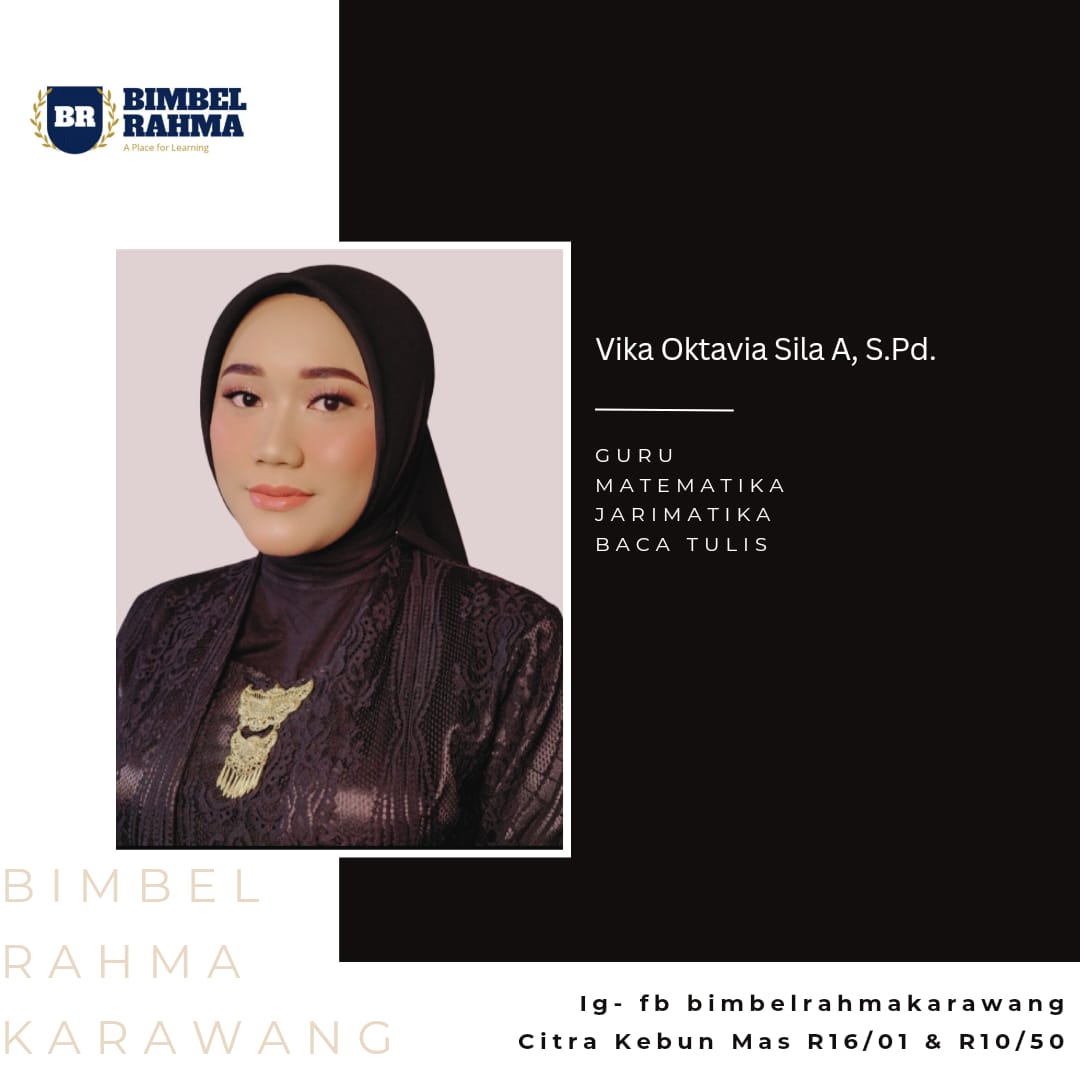 BR
BIMBEL
RAHMA
A Place for Learning
Vika Oktavia Sila A, S.Pd.
GURU
MATEMATIKA
JARIMATIKA
BACA TULIS
BIMBEL
RAHMA
KARAWANG
Ig- fb bimbelrahmakarawang
Citra Kebun Mas R16/01 & R10/50